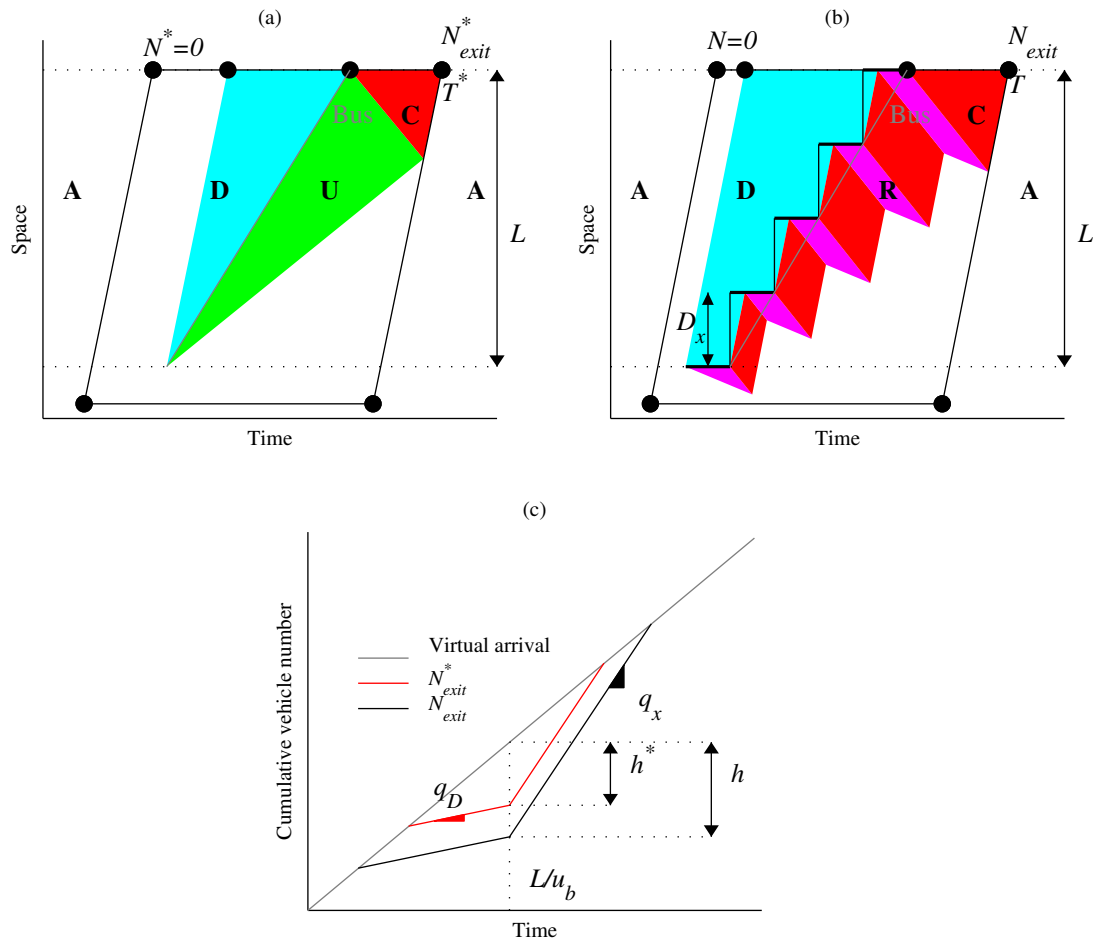 (a)
N*=0
N*exit
T*
Bus
C
A
D
U
A
L
Space
Time
(b)
N=0
Nexit
T
Bus
C
A
D
R
A
L
Dx
Space
Time
(c)
Cumulative vehicle number
Virtual arrival
N*exit
Nexit
qx
qD
h*
h
L/ub
Time